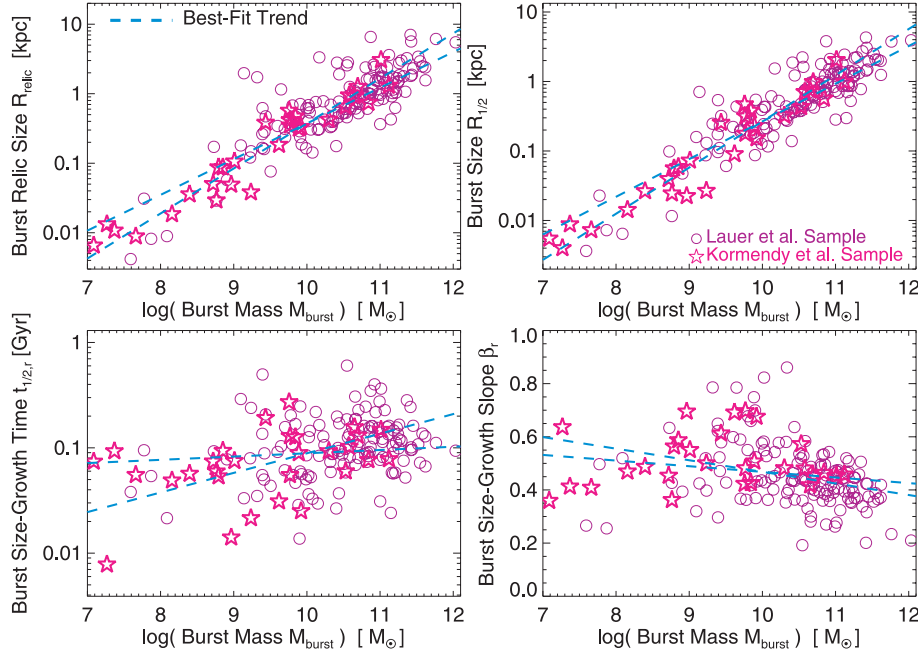 Best-Fit Trend
Burst Relic Size R_relic [kpc]
10.0
1.0
0.1
0.01
7 8 9 10 11 12
log( Burst Mass M_burst ) [ M_⊙ ]
Burst Size R_1/2 [kpc]
10.0
1.0
0.1
0.01
Lauer et al. Sample
Kormendy et al. Sample
7 8 9 10 11 12
log( Burst Mass M_burst ) [ M_⊙ ]
Burst Size-Growth Time t_1/2,r [Gyr]
1
0.1
0.01
7 8 9 10 11 12
log( Burst Mass M_burst ) [ M_⊙ ]
Burst Size-Growth Slope β_r
1.0
0.8
0.6
0.4
0.2
0.0
7 8 9 10 11 12
log( Burst Mass M_burst ) [ M_⊙ ]